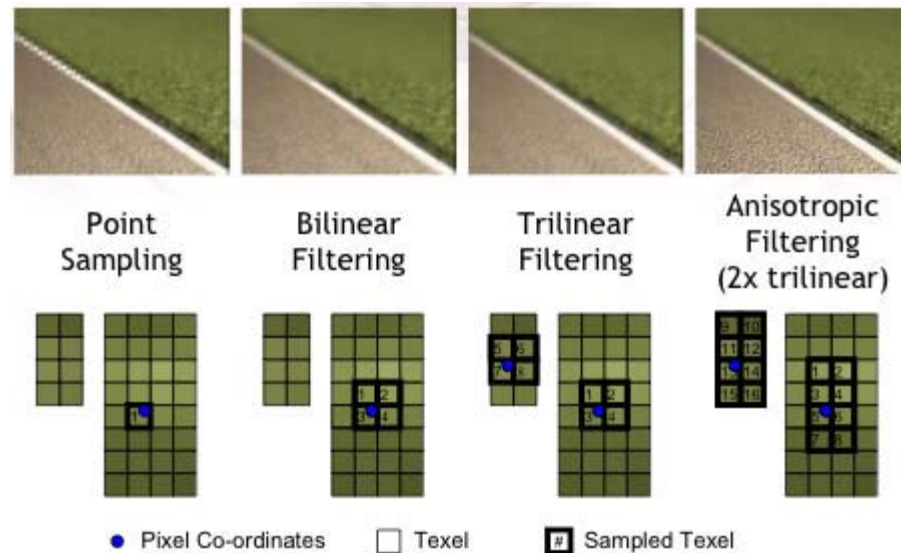 Point
Sampling
Bilinear
Filtering
Trilinear
Filtering
Anisotropic
Filtering
(2x trilinear)
1
1 2
3 4
5 6
7 8
1 2
3 4
9 10
11 12
14
15 16
1 2
3 4
5 6
7 8
Pixel Co-ordinates
Texel
# Sampled Texel